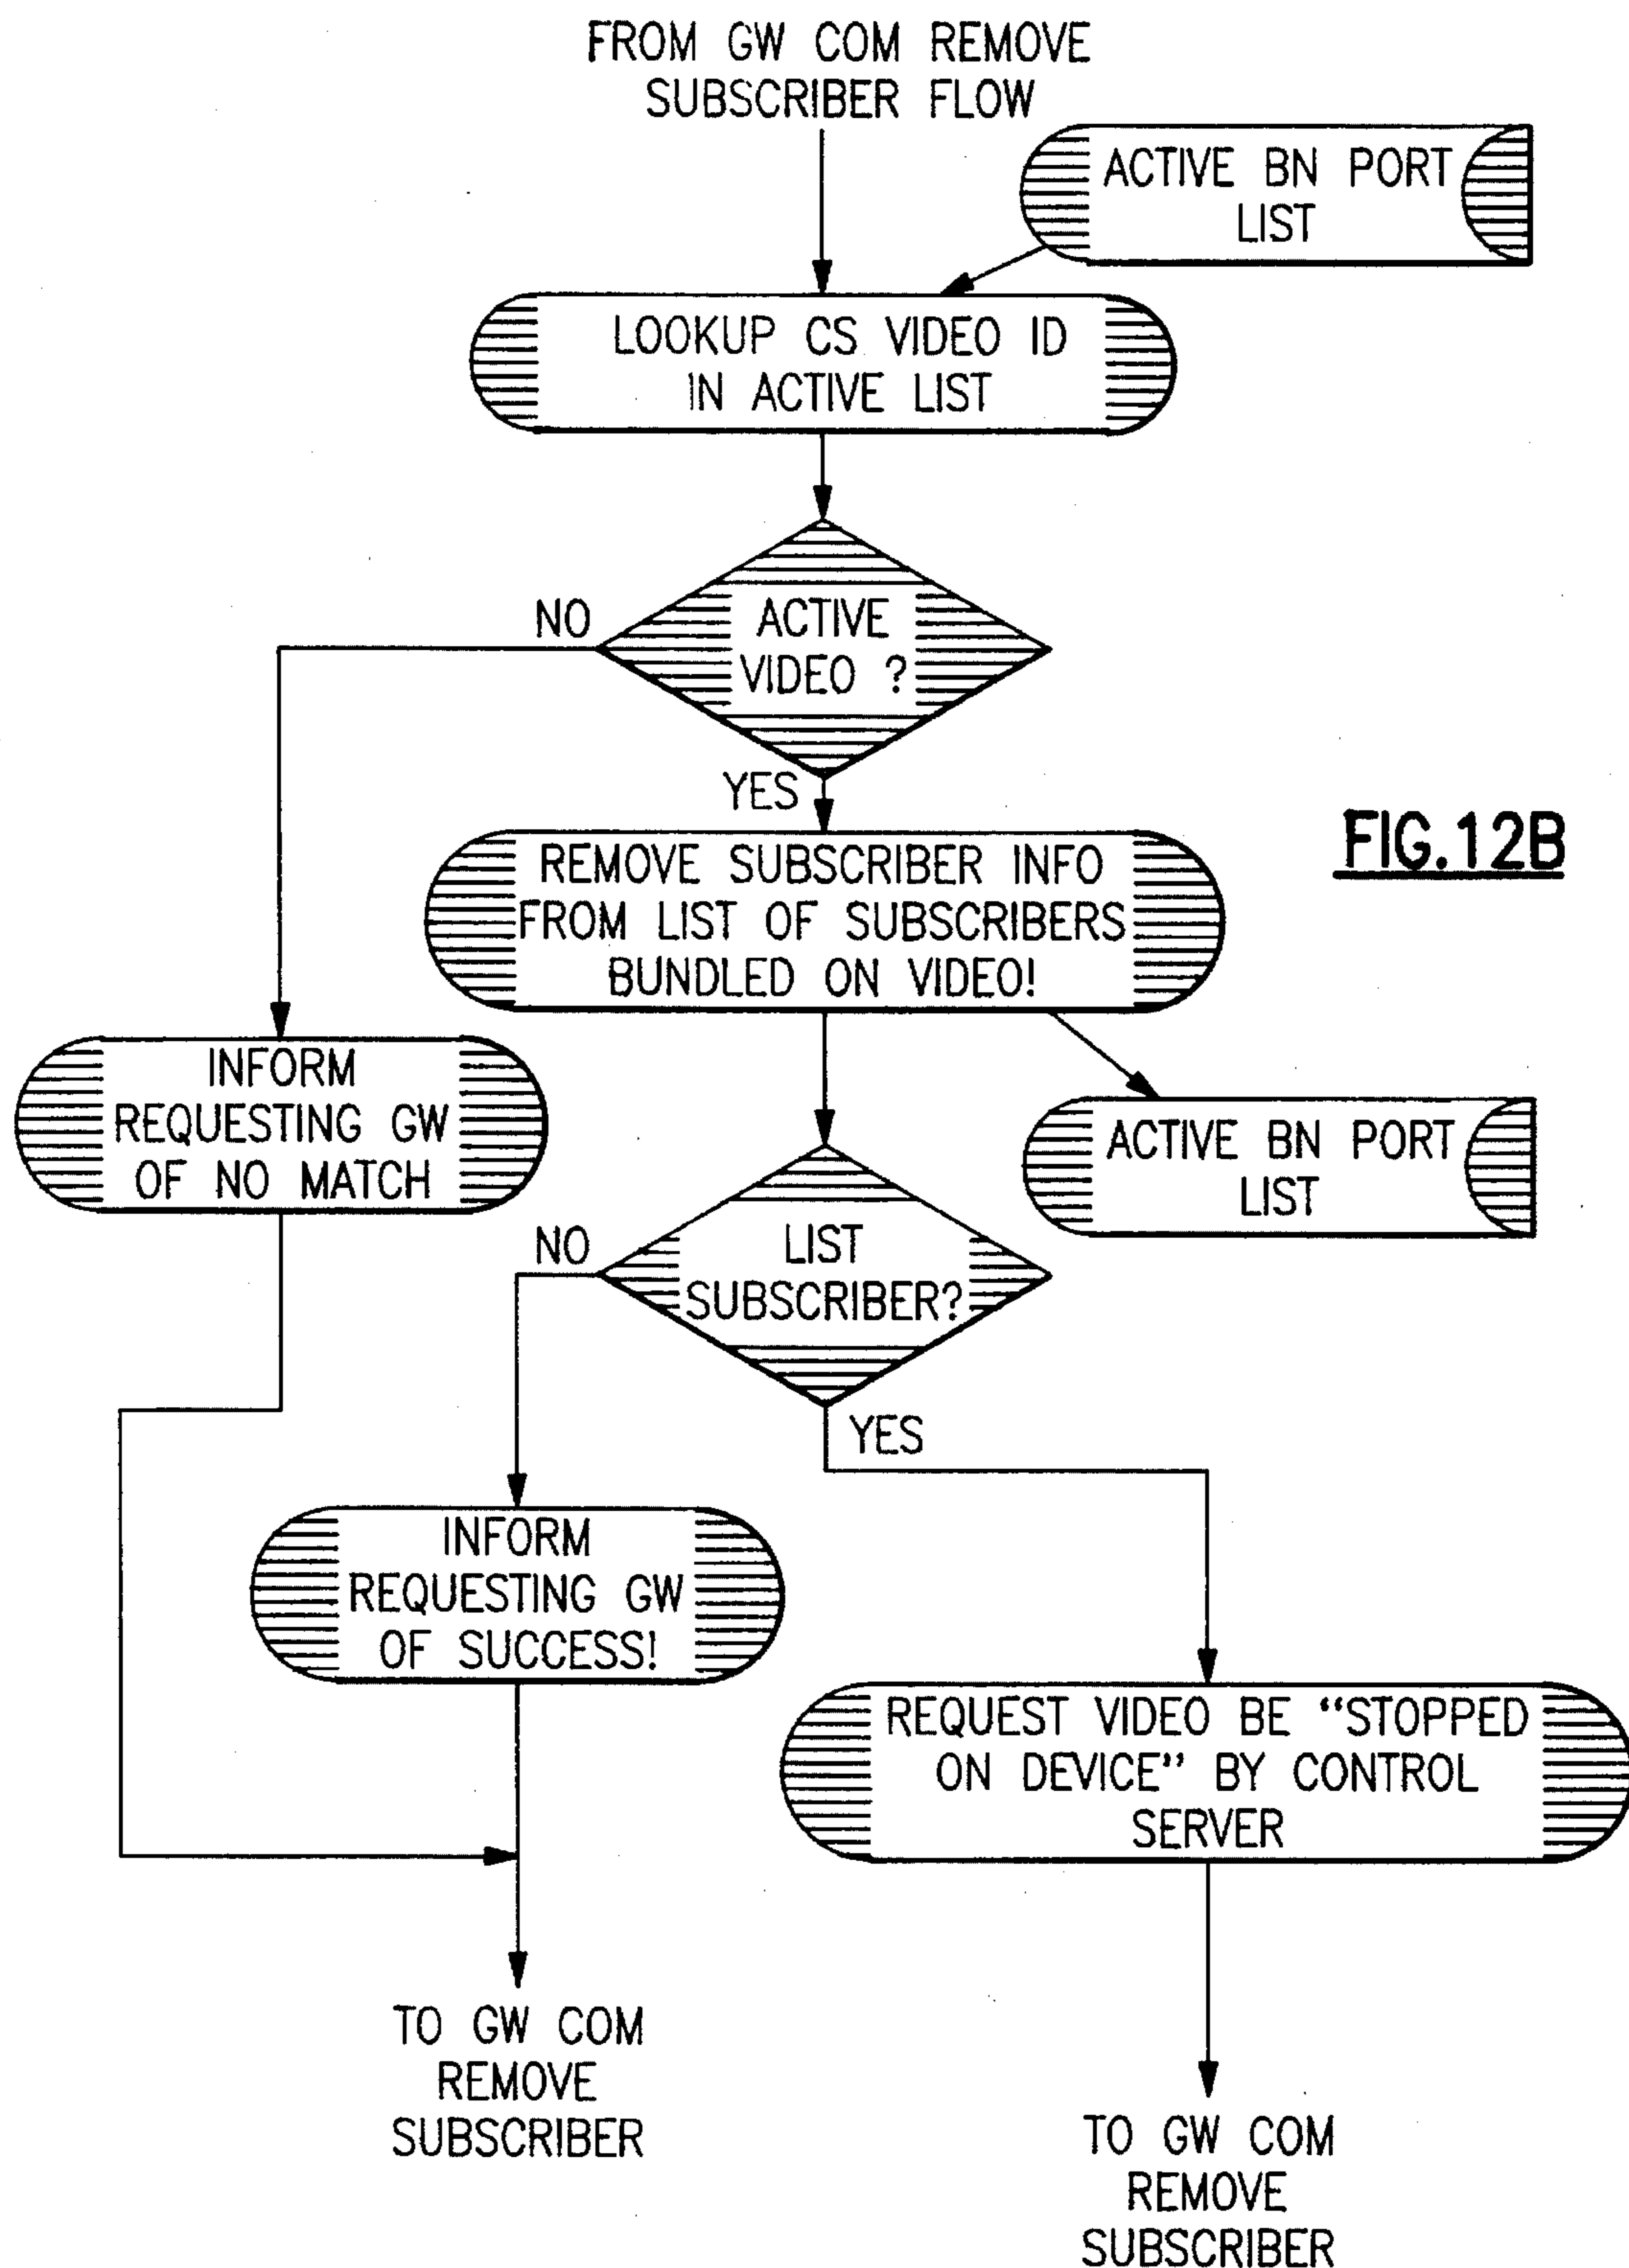 FROM GW COM REMOVE
SUBSCRIBER FLOW
ACTIVE BN PORT
LIST
LOOKUP CS VIDEO ID
IN ACTIVE LIST
NO
ACTIVE
VIDEO ?
YES
FIG.12B
REMOVE SUBSCRIBER INFO
FROM LIST OF SUBSCRIBERS
BUNDLED ON VIDEO!
INFORM
REQUESTING GW
OF NO MATCH
ACTIVE BN PORT
LIST
NO
LIST
SUBSCRIBER?
YES
INFORM
REQUESTING GW
OF SUCCESS!
REQUEST VIDEO BE “STOPPED
ON DEVICE” BY CONTROL
SERVER
TO GW COM
REMOVE
SUBSCRIBER
TO GW COM
REMOVE
SUBSCRIBER